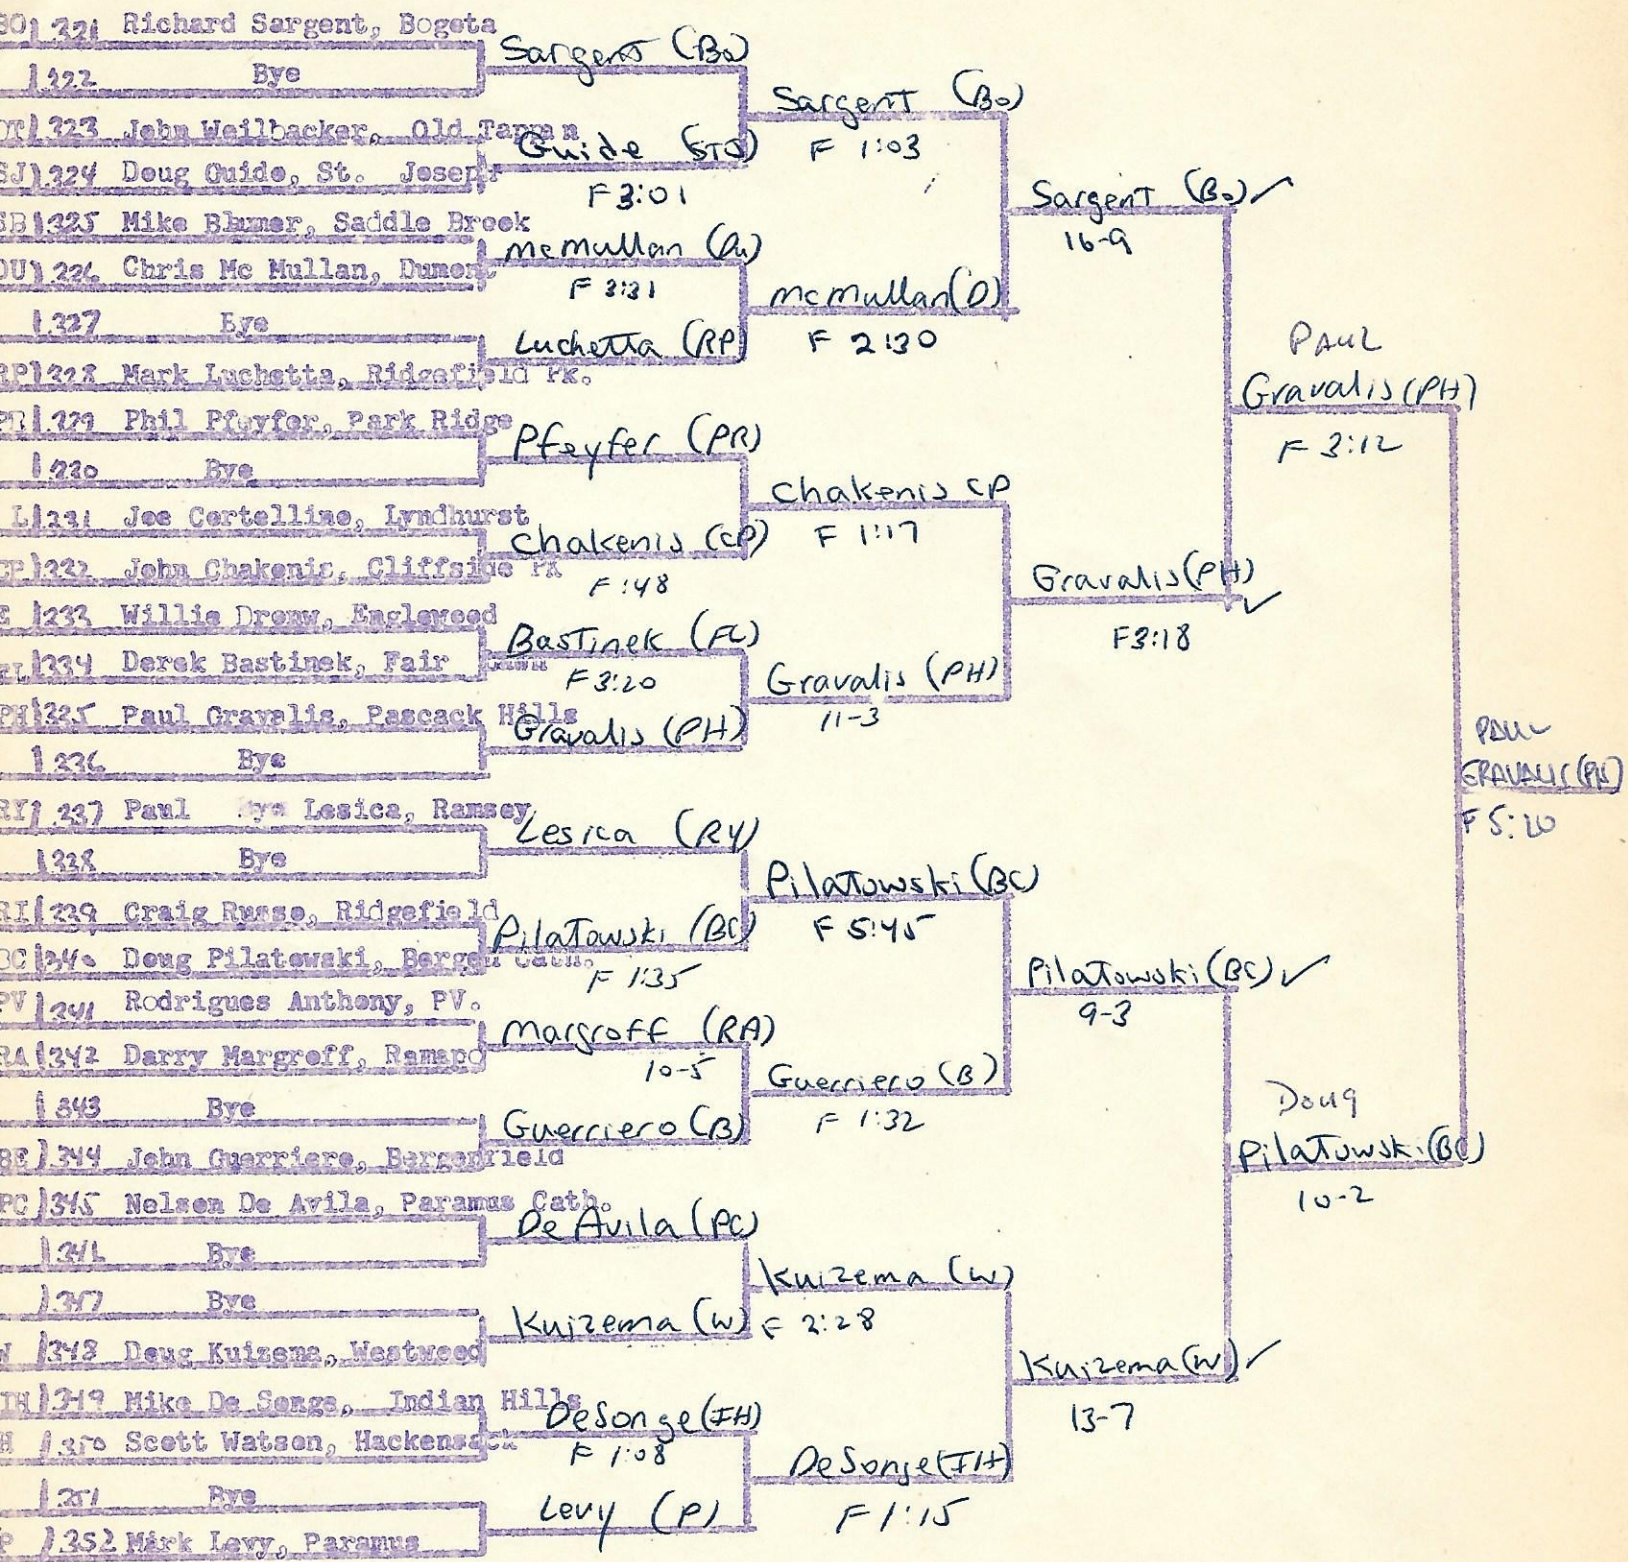 BO 321 Richard Sargent, Bogota
322 Bye
OT 323 John Weilbacker, Old Tappan
SJ 324 Doug Guido, St. Joseph
SB 325 Mike Blumer, Saddle Brook
DU 326 Chris Mc Mullan, Dumont
327 Bye
RP 328 Mark Luchetta, Ridgefield Pk.
PR 329 Phil Pfeyfer, Park Ridge
330 Bye
L 331 Joe Cortellino, Lyndhurst
CP 332 John Chakenis, Cliffside Pk
E 333 Willie Drouw, Englewood
334 Derek Bastinek, Fair Lawn
PH 335 Paul Gravalis, Pascack Hills
336 Bye
RY 337 Paul Lesica, Ramsey
338 Bye
RI 339 Craig Russo, Ridgefield
BC 340 Doug Pilatowski, Bergen Cath.
PV 341 Rodrigues Anthony, PV.
RA 342 Darry Margroff, Ramapo
343 Bye
BE 344 John Guerriero, Bergenfield
PC 345 Nelson De Avila, Paramus Cath.
346 Bye
347 Bye
W 348 Doug Kuizema, Westwood
IH 349 Mike De Songe, Indian Hills
H 350 Scott Watson, Hackensack
351 Bye
P 352 Mark Levy, Paramus
Sargent (Bo)
Guide (STJ)
F 3:01
McMullan (Du)
F 3:31
Luchetta (RP)
Pfeyfer (PR)
Chakenis (CP)
F :48
Bastinek (FL)
F 3:20
Gravalis (PH)
Lesica (RY)
Pilatowski (BC)
F 1:35
Margroff (RA)
10-5
Guerriero (B)
De Avila (PC)
Kuizema (W)
DeSonge (IH)
F 1:08
Levy (P)
Sargent (Bo)
F 1:03
McMullan (D)
F 2:30
Chakenis CP
F 1:17
Gravalis (PH)
11-3
Pilatowski (BC)
F 5:45
Guerriero (B)
F 1:32
Kuizema (W)
F 2:28
DeSonge (IH)
F 1:15
Sargent (Bo) ✓
16-9
Gravalis (PH) ✓
F 3:18
Pilatowski (BC) ✓
9-3
Kuizema (W) ✓
13-7
PAUL
Gravalis (PH)
F 3:12
Doug
Pilatowski (BC)
10-2
PAUL
GRAVALIS (PH)
F 5:20